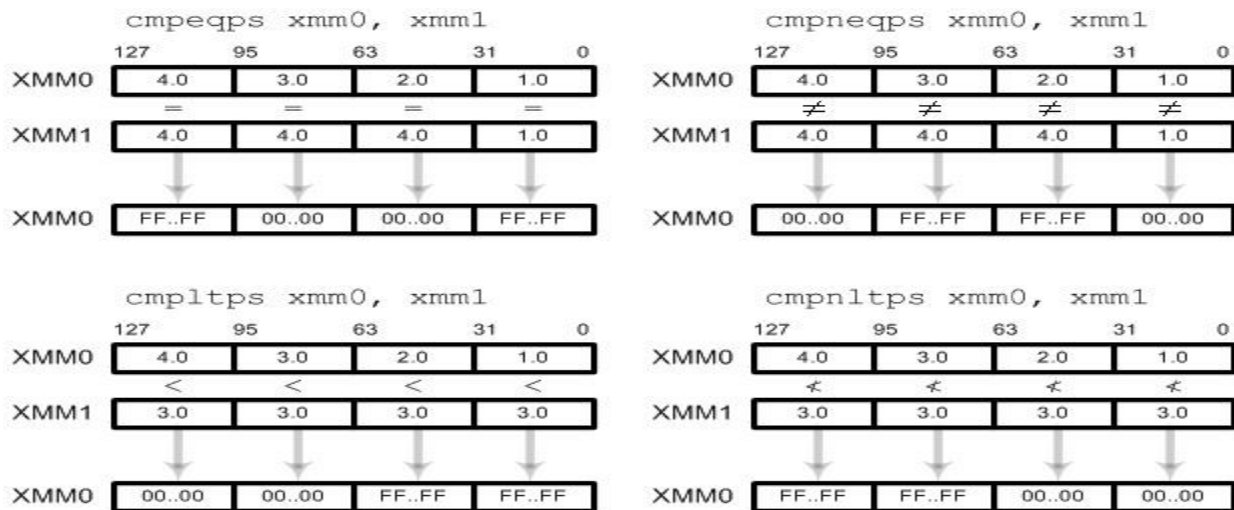 cmpeqps xmm0, xmm1
127 95 63 31 0
XMM0 4.0 3.0 2.0 1.0
= = = =
XMM1 4.0 4.0 4.0 1.0
XMM0 FF..FF 00..00 00..00 FF..FF
cmpneqps xmm0, xmm1
127 95 63 31 0
XMM0 4.0 3.0 2.0 1.0
≠ ≠ ≠ ≠
XMM1 4.0 4.0 4.0 1.0
XMM0 00..00 FF..FF FF..FF 00..00
cmpltps xmm0, xmm1
127 95 63 31 0
XMM0 4.0 3.0 2.0 1.0
< < < <
XMM1 3.0 3.0 3.0 3.0
XMM0 00..00 00..00 FF..FF FF..FF
cmpnltps xmm0, xmm1
127 95 63 31 0
XMM0 4.0 3.0 2.0 1.0
≮ ≮ ≮ ≮
XMM1 3.0 3.0 3.0 3.0
XMM0 FF..FF FF..FF 00..00 00..00